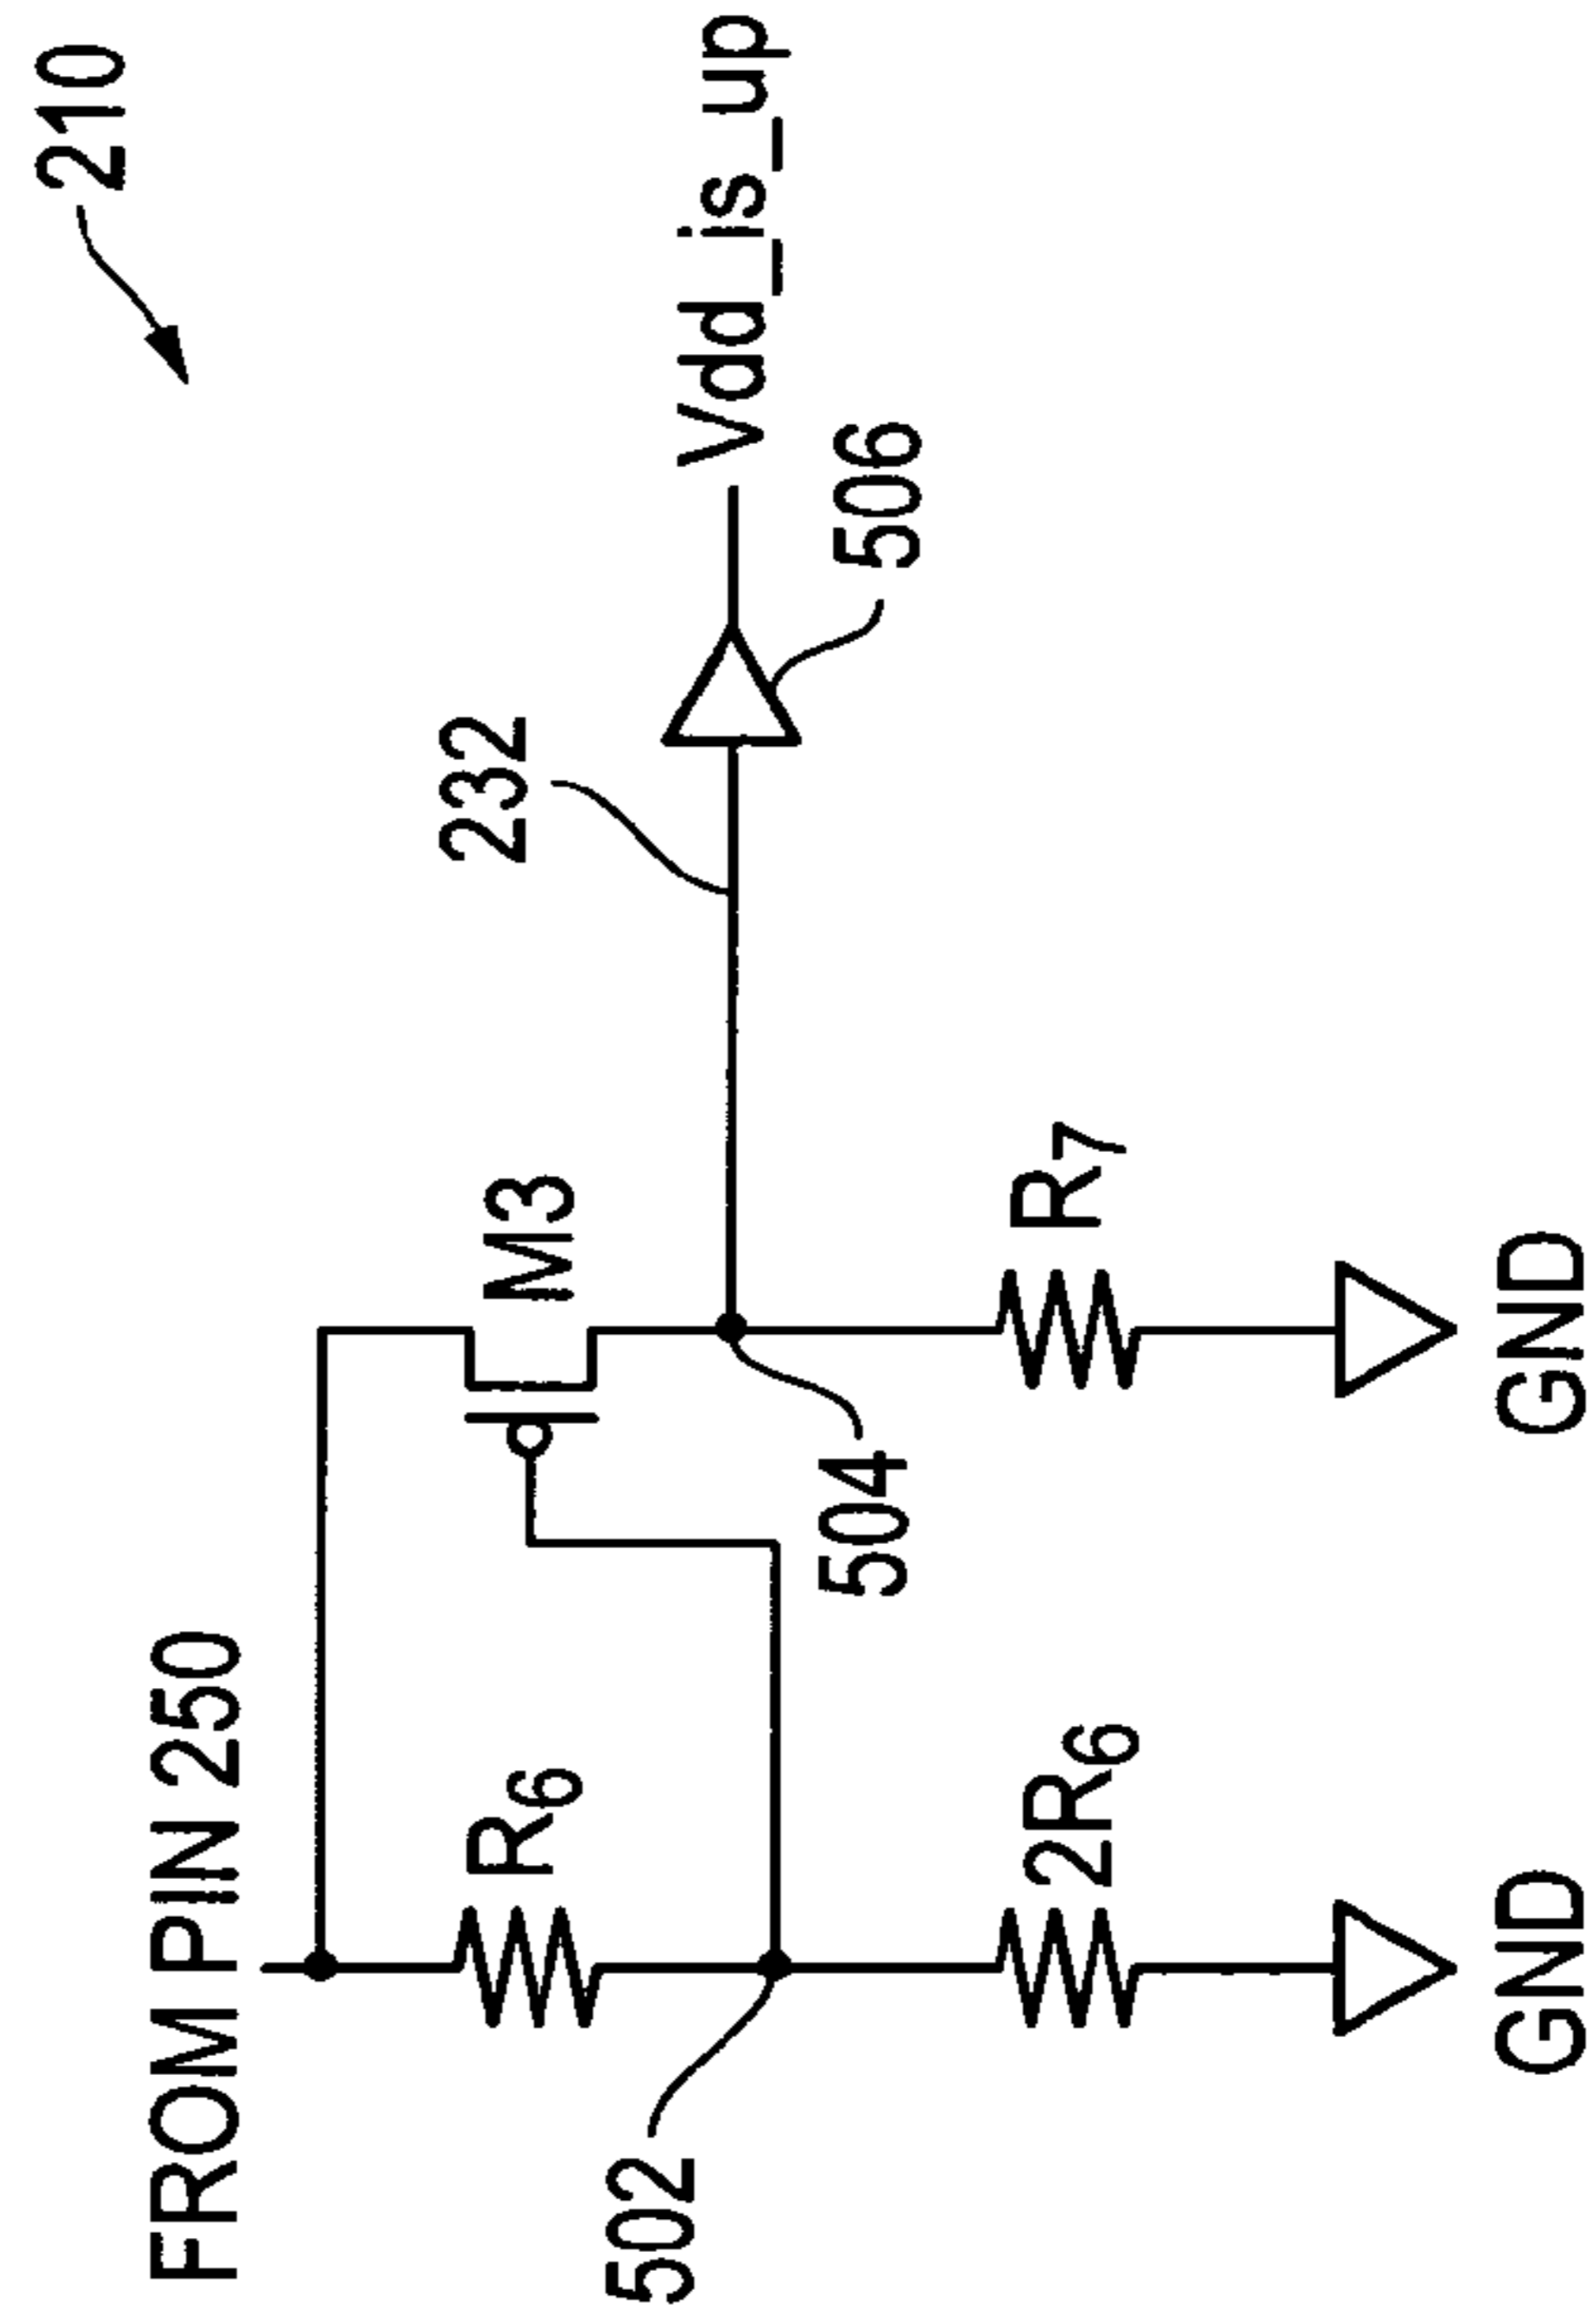 210
FROM PIN 250
R6
M3
232
Vdd_is_up
502
504
506
2R6
R7
GND
GND